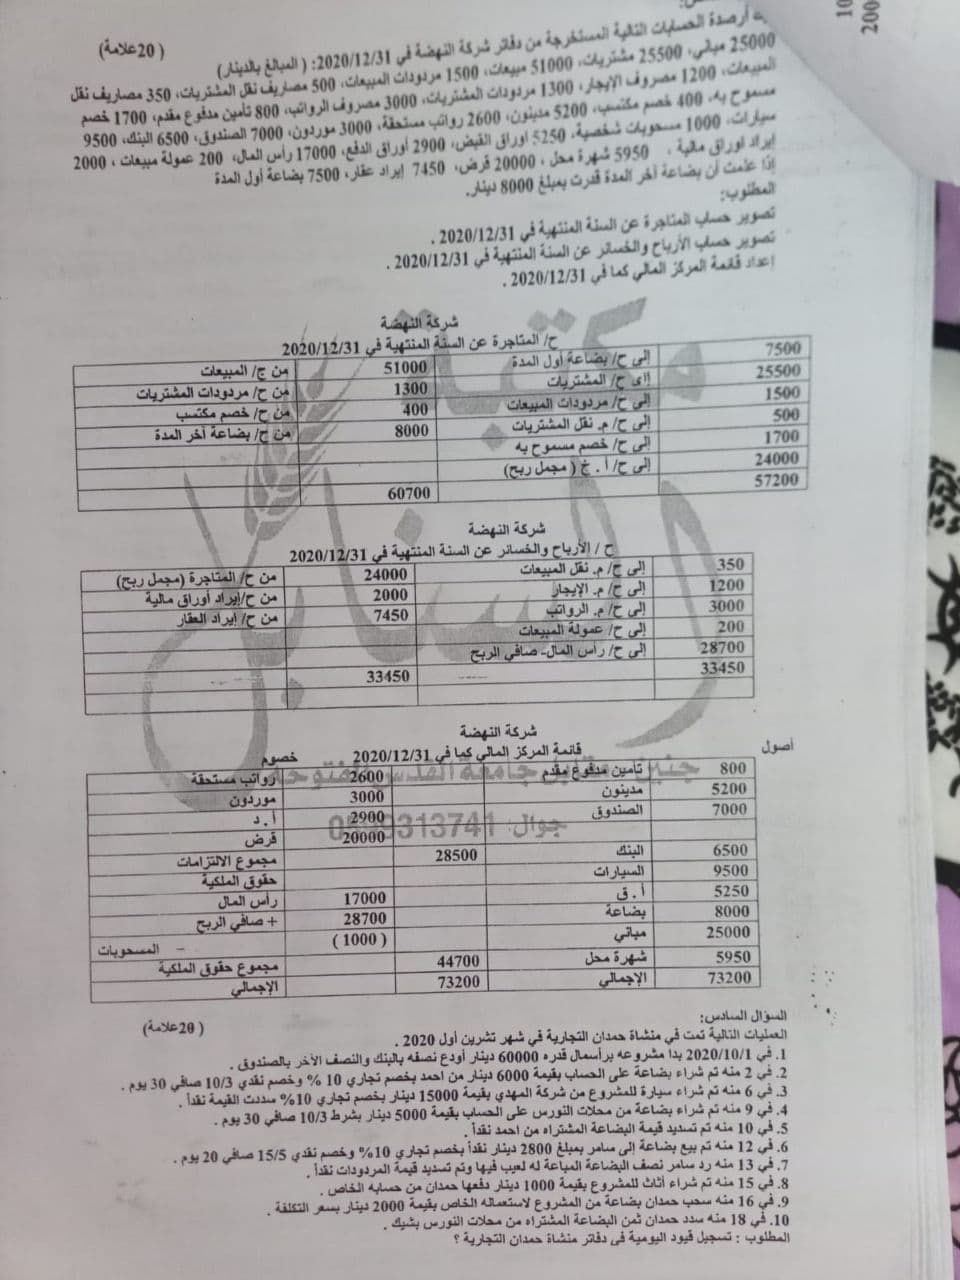 10
200
(20علامة)
أرصدة الحسابات التالية المستخرجة من دفاتر شركة النهضة في 2020/12/31: ( المبالغ بالدينار)
25000 مباني، 25500 مشتريات، 51000 مبيعات، 1500 مردودات المبيعات، 500 مصاريف نقل المشتريات، 350 مصاريف نقل
المبيعات، 1200 مصروف الايجار، 1300 مردودات المشتريات، 3000 مصروف الرواتب، 800 تأمين مدفوع مقدم، 1700 خصم
مسموح به، 400 خصم مكتسب، 5200 مدينون، 2600 رواتب مستحقة، 3000 موردون، 7000 الصندوق، 6500 البنك، 9500
سيارات، 1000 مسحوبات شخصية، 5250 اوراق القبض، 2900 أوراق الدفع، 17000 رأس المال، 200 عمولة مبيعات ، 2000
إيراد اوراق مالية ، 5950 شهرة محل ، 20000 قرض، 7450 إيراد عقار، 7500 بضاعة أول المدة
إذا علمت أن بضاعة أخر المدة قدرت بمبلغ 8000 دينار.
المطلوب:
تصوير حساب المتاجرة عن السنة المنتهية في 2020/12/31 .
تصوير حساب الأرباح والخسائر عن السنة المنتهية في 2020/12/31 .
إعداد قائمة المركز المالي كما في 2020/12/31 .
مكتبة السنابل
شركة النهضة
ح/ المتاجرة عن السنة المنتهية في 2020/12/31
7500 إلى ح/ بضاعة أول المدة 51000 من ح/ المبيعات
25500 إلى ح/ المشتريات 1300 من ح/ مردودات المشتريات
1500 إلى ح/ مردودات المبيعات 400 من ح/ خصم مكتسب
500 إلى ح/ م. نقل المشتريات 8000 من ح/ بضاعة أخر المدة
1700 إلى ح/ خصم مسموح به
24000 إلى ح/ أ. خ ( مجمل ربح)
57200 60700
شركة النهضة
ح / الأرباح والخسائر عن السنة المنتهية في 2020/12/31
350 إلى ح/ م. نقل المبيعات 24000 من ح/ المتاجرة (مجمل ربح)
1200 إلى ح/ م. الإيجار 2000 من ح/إيراد أوراق مالية
3000 إلى ح/ م. الرواتب 7450 من ح/ إيراد العقار
200 إلى ح/ عمولة المبيعات
28700 إلى ح/ رأس المال- صافي الربح
33450 33450
شركة النهضة
أصول قائمة المركز المالي كما في 2020/12/31 خصوم
جوال: 313741
800 تأمين مدفوع مقدم 2600 رواتب مستحقة
5200 مدينون 3000 موردون
7000 الصندوق 2900 أ. د
20000 قرض
6500 البنك 28500 مجموع الالتزامات
9500 السيارات حقوق الملكية
5250 أ. ق 17000 رأس المال
8000 بضاعة 28700 + صافي الربح
25000 مباني ( 1000 ) – المسحوبات
5950 شهرة محل 44700 مجموع حقوق الملكية
73200 الإجمالي 73200 الإجمالي
السؤال السادس: (20علامة)
العمليات التالية تمت في منشاة حمدان التجارية في شهر تشرين أول 2020 .
1. في 2020/10/1 بدا مشروعه برأسمال قدره 60000 دينار أودع نصفه بالبنك والنصف الأخر بالصندوق .
2. في 2 منه تم شراء بضاعة على الحساب بقيمة 6000 دينار من احمد بخصم تجاري 10 % وخصم نقدي 10/3 صافي 30 يوم .
3. في 6 منه تم شراء سيارة للمشروع من شركة المهدي بقيمة 15000 دينار بخصم تجاري 10% سددت القيمة نقداً .
4. في 9 منه تم شراء بضاعة من محلات النورس على الحساب بقيمة 5000 دينار بشرط 10/3 صافي 30 يوم .
5. في 10 منه تم تسديد قيمة البضاعة المشتراه من احمد نقداً .
6. في 12 منه تم بيع بضاعة إلى سامر بمبلغ 2800 دينار نقداً بخصم تجاري 10% وخصم نقدي 15/5 صافي 20 يوم .
7. في 13 منه رد سامر نصف البضاعة المباعة له لعيب فيها وتم تسديد قيمة المردودات نقداً .
8. في 15 منه تم شراء أثاث للمشروع بقيمة 1000 دينار دفعها حمدان من حسابه الخاص .
9. في 16 منه سحب حمدان بضاعة من المشروع لاستعماله الخاص بقيمة 2000 دينار بسعر التكلفة .
10. في 18 منه سدد حمدان ثمن البضاعة المشتراه من محلات النورس بشيك .
المطلوب : تسجيل قيود اليومية في دفاتر منشاة حمدان التجارية ؟